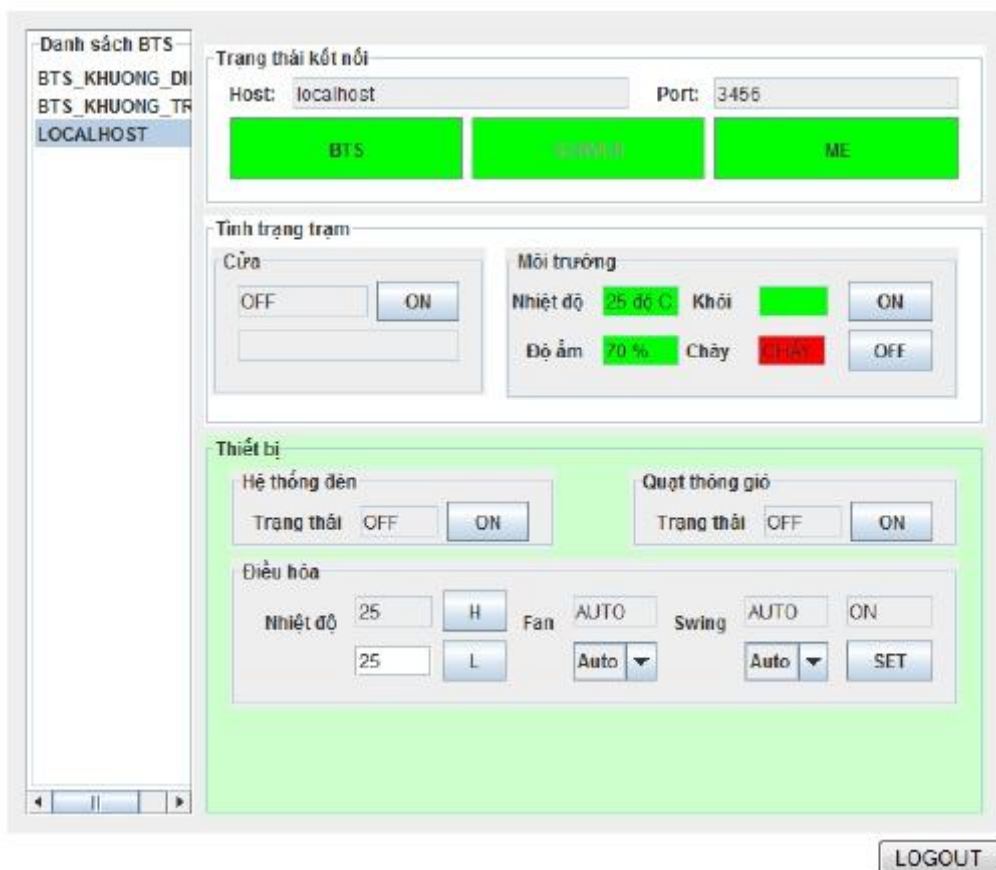 Danh sách BTS
BTS_KHUONG_DII
BTS_KHUONG_TR
LOCALHOST
Trạng thái kết nối
Host: localhost Port: 3456
BTS SERVER ME
Tình trạng trạm
Cửa
OFF ON
Môi trường
Nhiệt độ 25 độ C Khói ON
Độ ẩm 70 % Cháy CHÁY OFF
Thiết bị
Hệ thống đèn
Trạng thái OFF ON
Quạt thông gió
Trạng thái OFF ON
Điều hòa
Nhiệt độ 25 H Fan AUTO Swing AUTO ON
25 L Auto Auto SET
LOGOUT